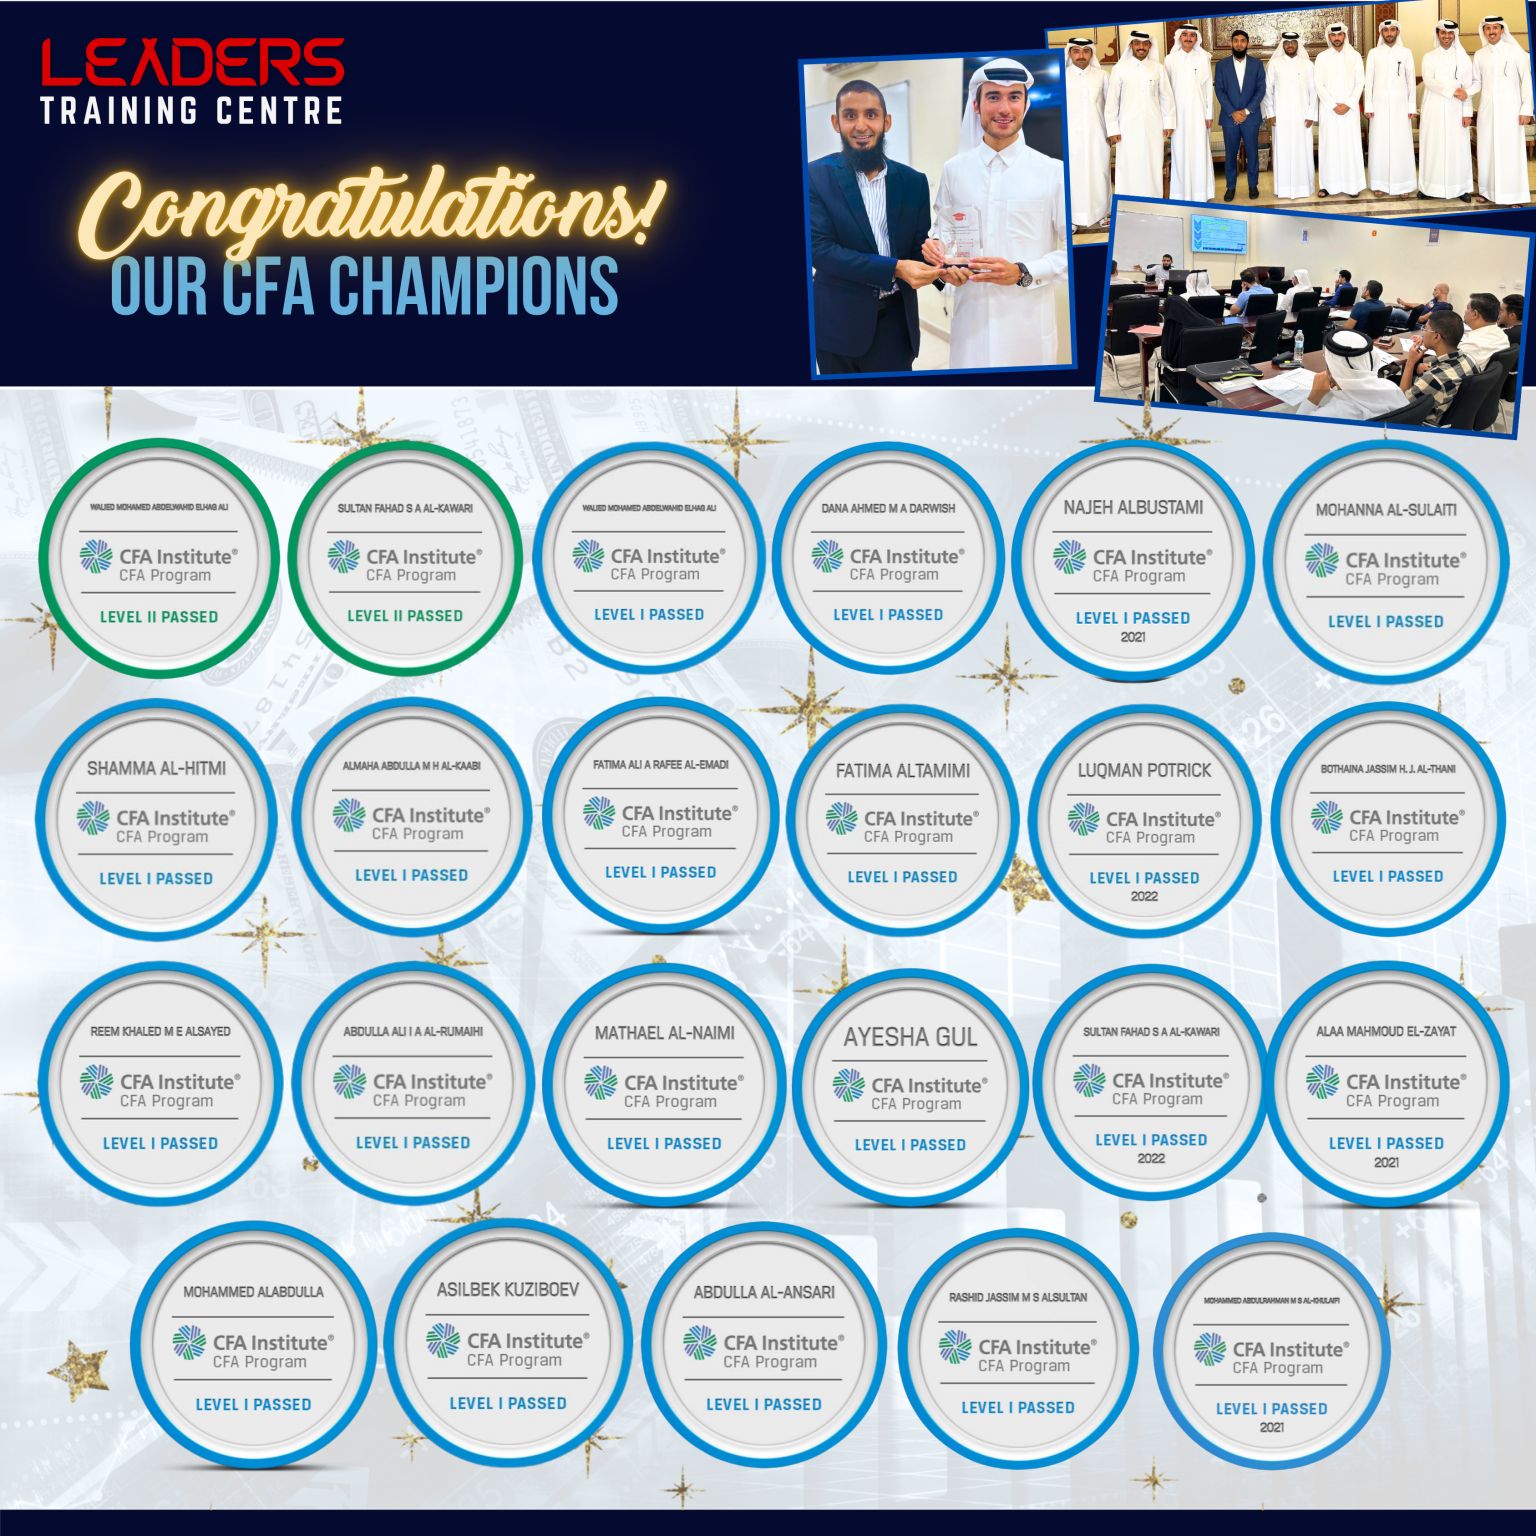 LEADERS
TRAINING CENTRE
Congratulations!
OUR CFA CHAMPIONS
WALIED MOHAMED ABDELWAHID ELHAG ALI
CFA Institute®
CFA Program
LEVEL II PASSED
SULTAN FAHAD S A AL-KAWARI
CFA Institute®
CFA Program
LEVEL II PASSED
WALIED MOHAMED ABDELWAHID ELHAG ALI
CFA Institute®
CFA Program
LEVEL I PASSED
DANA AHMED M A DARWISH
CFA Institute®
CFA Program
LEVEL I PASSED
NAJEH ALBUSTAMI
CFA Institute®
CFA Program
LEVEL I PASSED
2021
MOHANNA AL-SULAITI
CFA Institute®
CFA Program
LEVEL I PASSED
SHAMMA AL-HITMI
CFA Institute®
CFA Program
LEVEL I PASSED
ALMAHA ABDULLA M H AL-KAABI
CFA Institute®
CFA Program
LEVEL I PASSED
FATIMA ALI A RAFEE AL-EMADI
CFA Institute®
CFA Program
LEVEL I PASSED
FATIMA ALTAMIMI
CFA Institute®
CFA Program
LEVEL I PASSED
LUQMAN POTRICK
CFA Institute®
CFA Program
LEVEL I PASSED
2022
BOTHAINA JASSIM H. J. AL-THANI
CFA Institute®
CFA Program
LEVEL I PASSED
REEM KHALED M E ALSAYED
CFA Institute®
CFA Program
LEVEL I PASSED
ABDULLA ALI I A AL-RUMAIHI
CFA Institute®
CFA Program
LEVEL I PASSED
MATHAEL AL-NAIMI
CFA Institute®
CFA Program
LEVEL I PASSED
AYESHA GUL
CFA Institute®
CFA Program
LEVEL I PASSED
SULTAN FAHAD S A AL-KAWARI
CFA Institute®
CFA Program
LEVEL I PASSED
2022
ALAA MAHMOUD EL-ZAYAT
CFA Institute®
CFA Program
LEVEL I PASSED
2021
MOHAMMED ALABDULLA
CFA Institute®
CFA Program
LEVEL I PASSED
ASILBEK KUZIBOEV
CFA Institute®
CFA Program
LEVEL I PASSED
ABDULLA AL-ANSARI
CFA Institute®
CFA Program
LEVEL I PASSED
RASHID JASSIM M S ALSULTAN
CFA Institute®
CFA Program
LEVEL I PASSED
MOHAMMED ABDULRAHMAN M S AL-KHULAIFI
CFA Institute®
CFA Program
LEVEL I PASSED
2021